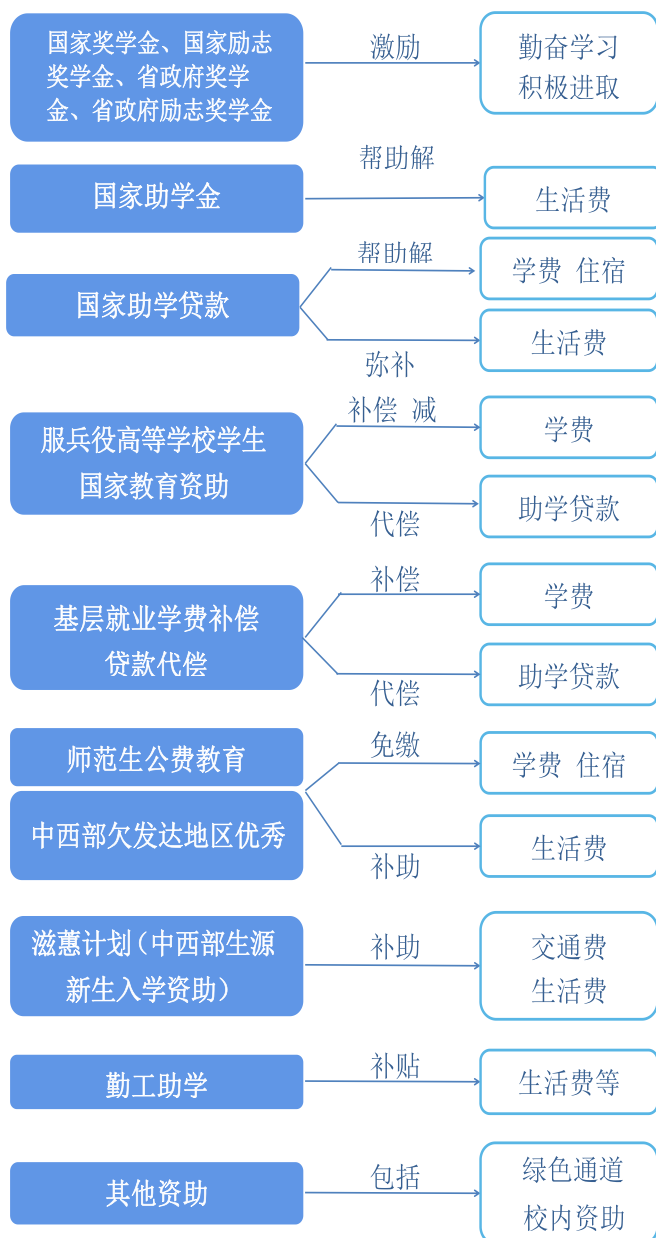 国家奖学金、国家励志
奖学金、省政府奖学
金、省政府励志奖学金
激励
勤奋学习
积极进取
国家助学金
帮助解
生活费
国家助学贷款
帮助解
学费 住宿
弥补
生活费
服兵役高等学校学生
国家教育资助
补偿 减
学费
代偿
助学贷款
基层就业学费补偿
贷款代偿
补偿
学费
代偿
助学贷款
师范生公费教育
中西部欠发达地区优秀
免缴
学费 住宿
补助
生活费
滋蕙计划（中西部生源
新生入学资助）
补助
交通费
生活费
勤工助学
补贴
生活费等
其他资助
包括
绿色通道
校内资助